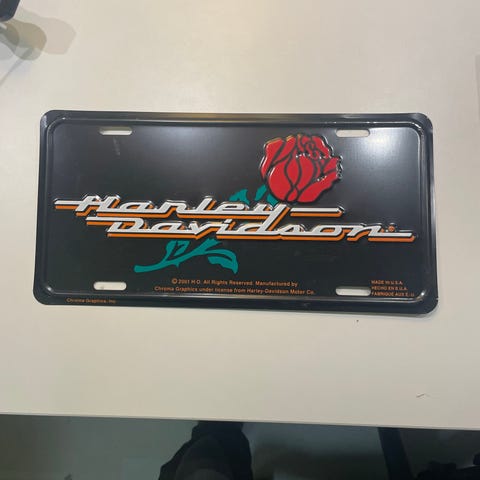 Harley
Davidson
© 2001 H-D. All Rights Reserved. Manufactured by
Chroma Graphics under license from Harley-Davidson Motor Co.
MADE IN U.S.A.
HECHO EN E.U.A.
FABRIQUE AUX E.U.
Chroma Graphics, Inc.